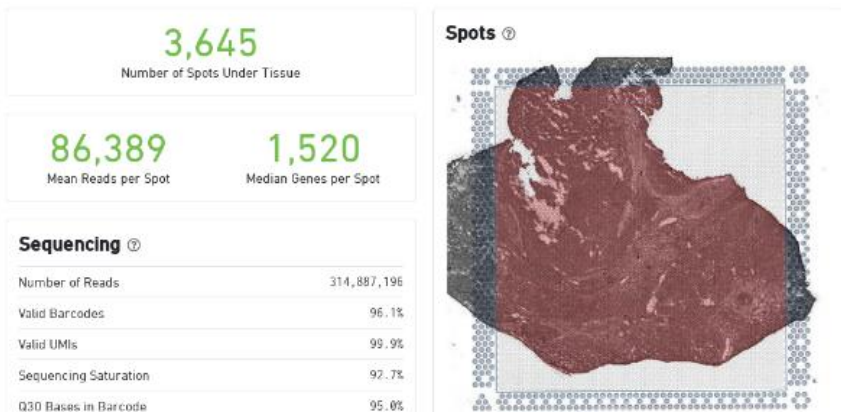 3,645
Number of Spots Under Tissue
86,389
Mean Reads per Spot
1,520
Median Genes per Spot
Sequencing
Number of Reads 314,887,196
Valid Barcodes 96.1%
Valid UMIs 99.9%
Sequencing Saturation 92.7%
Q30 Bases in Barcode 95.0%
Spots